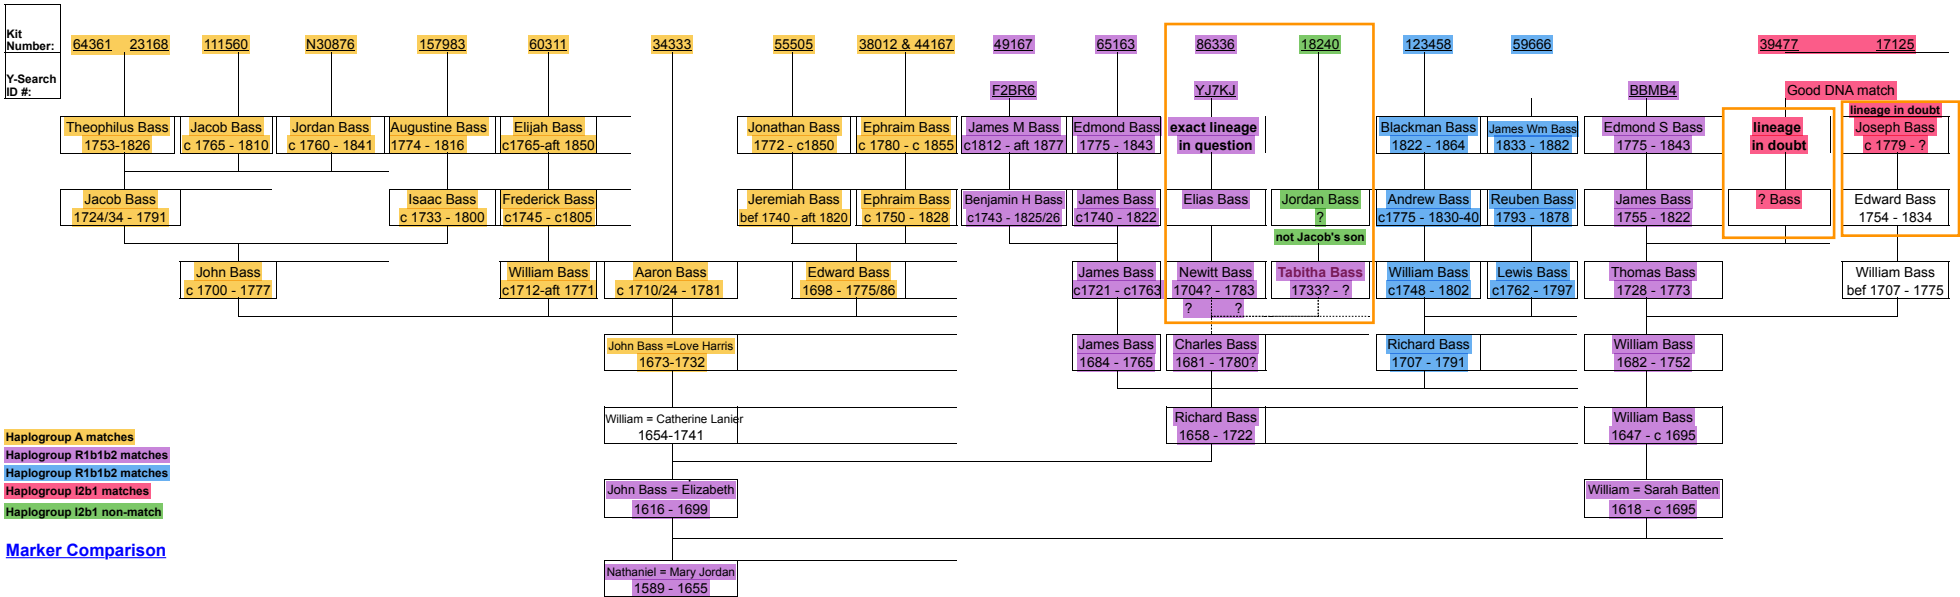 Kit
Number:
64361 23168
111560
N30876
157983
60311
34333
55505
38012 & 44167
49167
65163
86336
18240
123458
59666
39477
17125
Y-Search
ID #:
F2BR6
YJ7KJ
BBMB4
Good DNA match
lineage in doubt
Theophilus Bass
1753-1826
Jacob Bass
c 1765 - 1810
Jordan Bass
c 1760 - 1841
Augustine Bass
1774 - 1816
Elijah Bass
c1765-aft 1850
Jonathan Bass
1772 - c1850
Ephraim Bass
c 1780 - c 1855
James M Bass
c1812 - aft 1877
Edmond Bass
1775 - 1843
exact lineage
in question
Blackman Bass
1822 - 1864
James Wm Bass
1833 - 1882
Edmond S Bass
1775 - 1843
lineage
in doubt
Joseph Bass
c 1779 - ?
Jacob Bass
1724/34 - 1791
Isaac Bass
c 1733 - 1800
Frederick Bass
c1745 - c1805
Jeremiah Bass
bef 1740 - aft 1820
Ephraim Bass
c 1750 - 1828
Benjamin H Bass
c1743 - 1825/26
James Bass
c1740 - 1822
Elias Bass
Jordan Bass
?
not Jacob's son
Andrew Bass
c1775 - 1830-40
Reuben Bass
1793 - 1878
James Bass
1755 - 1822
? Bass
Edward Bass
1754 - 1834
John Bass
c 1700 - 1777
William Bass
c1712-aft 1771
Aaron Bass
c 1710/24 - 1781
Edward Bass
1698 - 1775/86
James Bass
c1721 - c1763
Newitt Bass
1704? - 1783
? ?
Tabitha Bass
1733? - ?
William Bass
c1748 - 1802
Lewis Bass
c1762 - 1797
Thomas Bass
1728 - 1773
William Bass
bef 1707 - 1775
John Bass =Love Harris
1673-1732
James Bass
1684 - 1765
Charles Bass
1681 - 1780?
Richard Bass
1707 - 1791
William Bass
1682 - 1752
William = Catherine Lanier
1654-1741
Richard Bass
1658 - 1722
William Bass
1647 - c 1695
Haplogroup A matches
Haplogroup R1b1b2 matches
Haplogroup R1b1b2 matches
Haplogroup I2b1 matches
Haplogroup I2b1 non-match
John Bass = Elizabeth
1616 - 1699
William = Sarah Batten
1618 - c 1695
Marker Comparison
Nathaniel = Mary Jordan
1589 - 1655